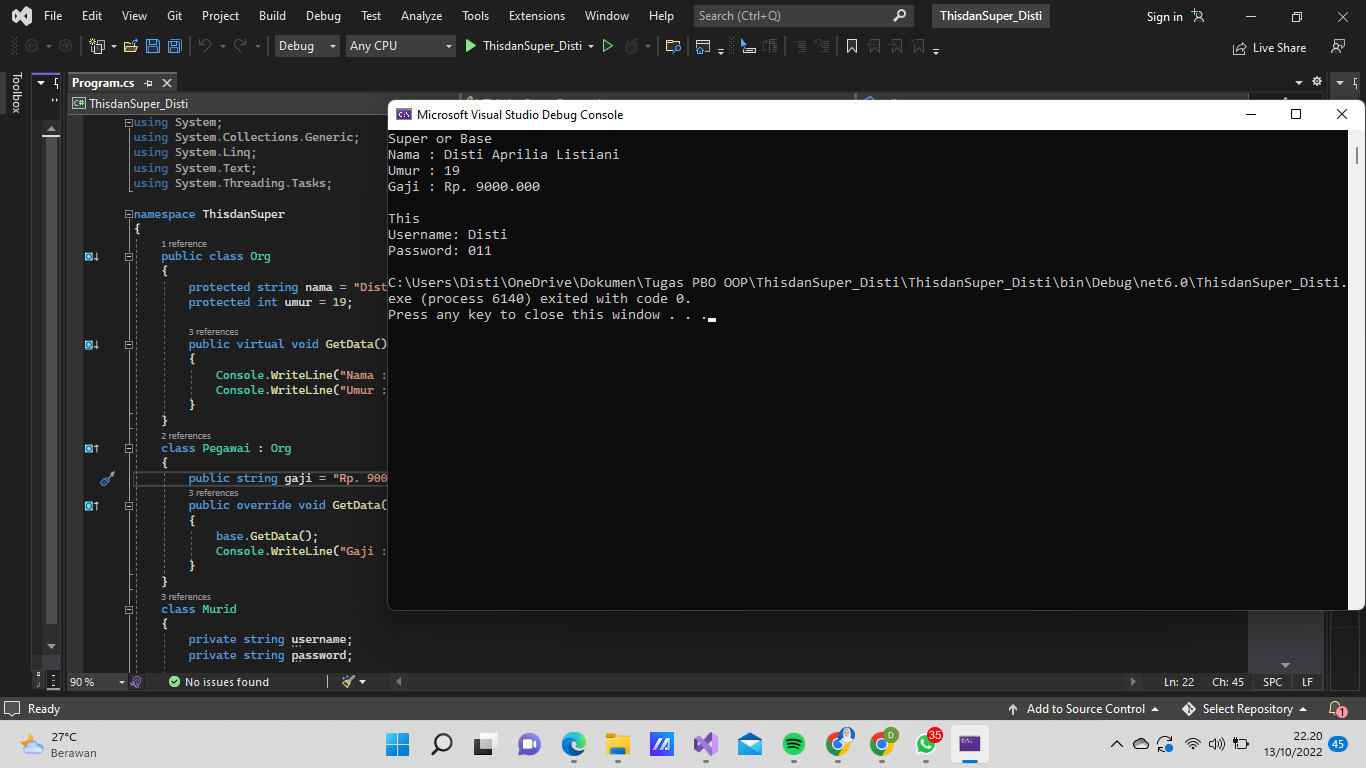 File Edit View Git Project Build Debug Test Analyze Tools Extensions Window Help Search (Ctrl+Q) ThisdanSuper_Disti Sign in
Debug Any CPU ThisdanSuper_Disti Live Share
Toolbox
Program.cs
C# ThisdanSuper_Disti
using System;
using System.Collections.Generic;
using System.Linq;
using System.Text;
using System.Threading.Tasks;
namespace ThisdanSuper
{
1 reference
public class Org
{
protected string nama = "Dist
protected int umur = 19;
3 references
public virtual void GetData()
{
Console.WriteLine("Nama :
Console.WriteLine("Umur :
}
}
2 references
class Pegawai : Org
{
public string gaji = "Rp. 900
3 references
public override void GetData(
{
base.GetData();
Console.WriteLine("Gaji :
}
}
3 references
class Murid
{
private string username;
private string password;
Microsoft Visual Studio Debug Console
Super or Base
Nama : Disti Aprilia Listiani
Umur : 19
Gaji : Rp. 9000.000
This
Username: Disti
Password: 011
C:\Users\Disti\OneDrive\Dokumen\Tugas PBO OOP\ThisdanSuper_Disti\ThisdanSuper_Disti\bin\Debug\net6.0\ThisdanSuper_Disti.
exe (process 6140) exited with code 0.
Press any key to close this window . . .
90 % No issues found Ln: 22 Ch: 45 SPC LF
Ready Add to Source Control Select Repository 1
27°C
Berawan
D
35
22.20
13/10/2022
45